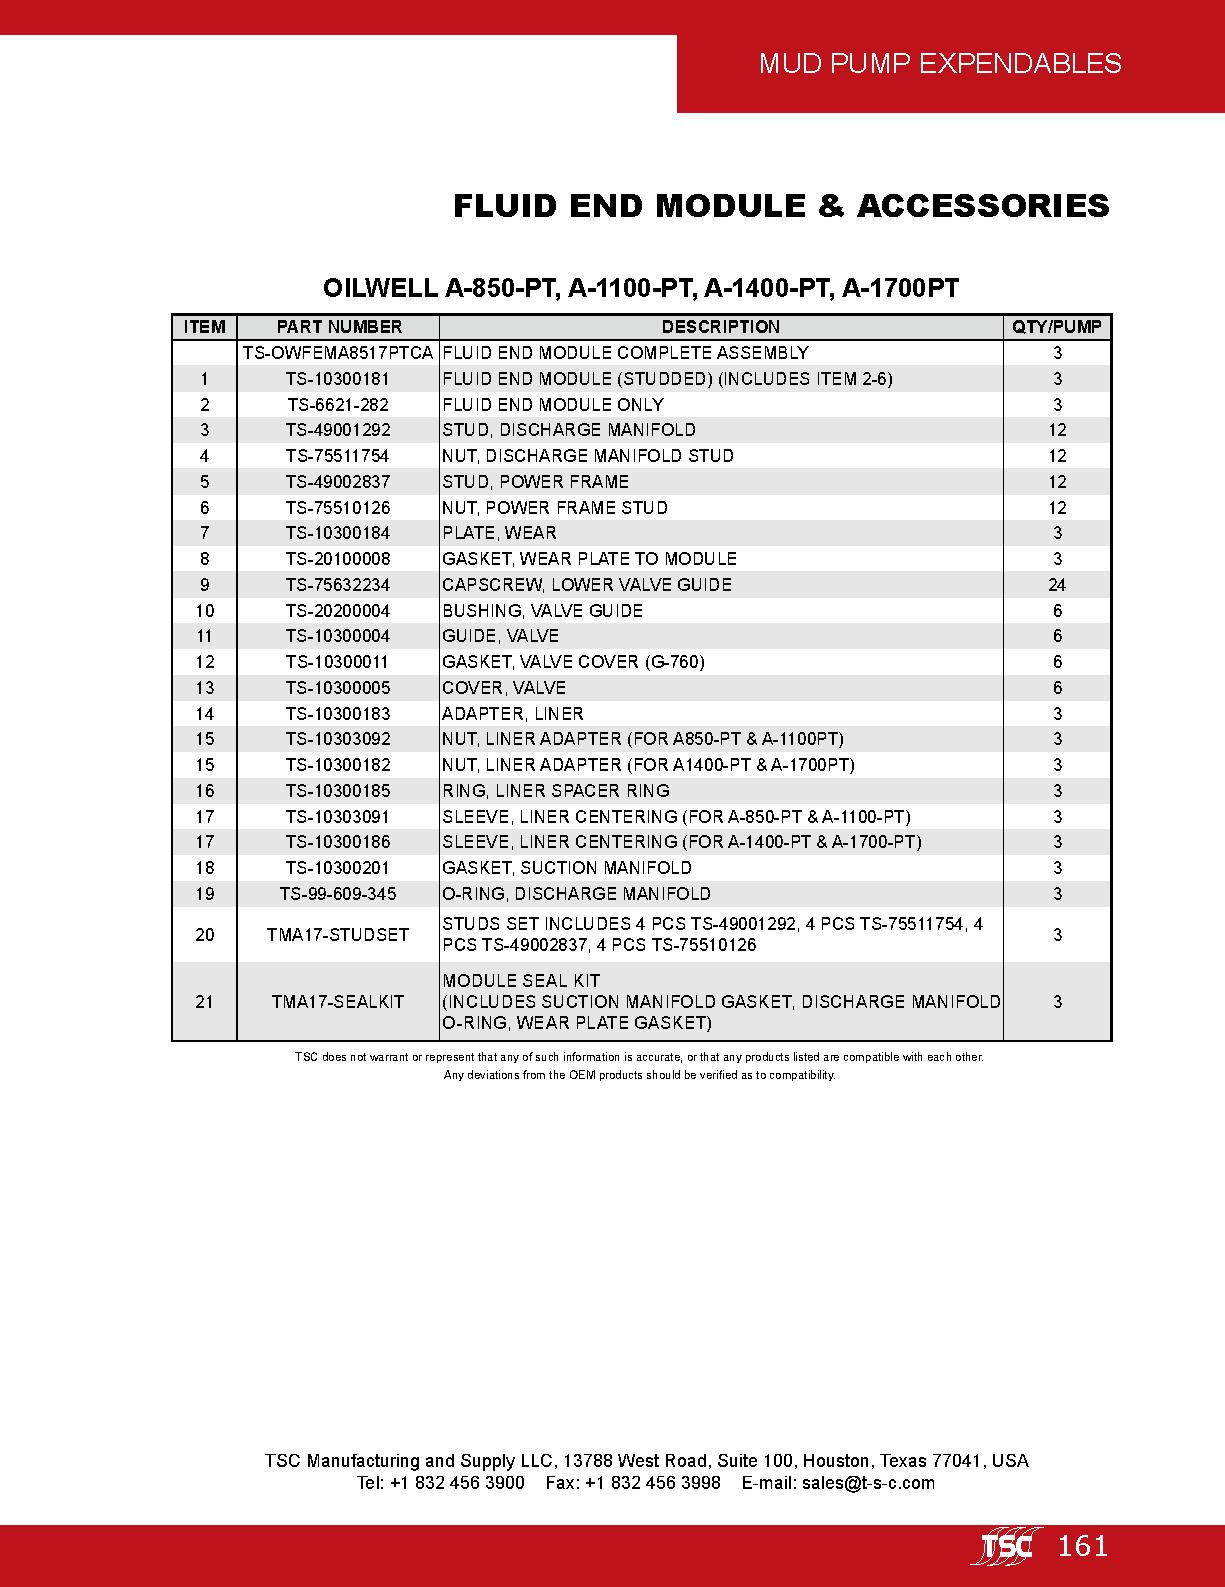 MUD PUMP EXPENDABLES
FLUID END MODULE & ACCESSORIES
OILWELL A-850-PT, A-1100-PT, A-1400-PT, A-1700PT
ITEM PART NUMBER DESCRIPTION QTY/PUMP
TS-OWFEMA8517PTCA FLUID END MODULE COMPLETE ASSEMBLY 3
1 TS-10300181 FLUID END MODULE (STUDDED) (INCLUDES ITEM 2-6) 3
2 TS-6621-282 FLUID END MODULE ONLY 3
3 TS-49001292 STUD, DISCHARGE MANIFOLD 12
4 TS-75511754 NUT, DISCHARGE MANIFOLD STUD 12
5 TS-49002837 STUD, POWER FRAME 12
6 TS-75510126 NUT, POWER FRAME STUD 12
7 TS-10300184 PLATE, WEAR 3
8 TS-20100008 GASKET, WEAR PLATE TO MODULE 3
9 TS-75632234 CAPSCREW, LOWER VALVE GUIDE 24
10 TS-20200004 BUSHING, VALVE GUIDE 6
11 TS-10300004 GUIDE, VALVE 6
12 TS-10300011 GASKET, VALVE COVER (G-760) 6
13 TS-10300005 COVER, VALVE 6
14 TS-10300183 ADAPTER, LINER 3
15 TS-10303092 NUT, LINER ADAPTER (FOR A850-PT & A-1100PT) 3
15 TS-10300182 NUT, LINER ADAPTER (FOR A1400-PT & A-1700PT) 3
16 TS-10300185 RING, LINER SPACER RING 3
17 TS-10303091 SLEEVE, LINER CENTERING (FOR A-850-PT & A-1100-PT) 3
17 TS-10300186 SLEEVE, LINER CENTERING (FOR A-1400-PT & A-1700-PT) 3
18 TS-10300201 GASKET, SUCTION MANIFOLD 3
19 TS-99-609-345 O-RING, DISCHARGE MANIFOLD 3
20 TMA17-STUDSET STUDS SET INCLUDES 4 PCS TS-49001292, 4 PCS TS-75511754, 4
PCS TS-49002837, 4 PCS TS-75510126 3
MODULE SEAL KIT
21 TMA17-SEALKIT (INCLUDES SUCTION MANIFOLD GASKET, DISCHARGE MANIFOLD 3
O-RING, WEAR PLATE GASKET)
TSC does not warrant or represent that any of such information is accurate, or that any products listed are compatible with each other.
Any deviations from the OEM products should be verified as to compatibility.
TSC Manufacturing and Supply LLC, 13788 West Road, Suite 100, Houston, Texas 77041, USA
Tel: +1 832 456 3900 Fax: +1 832 456 3998 E-mail: sales@t-s-c.com
TSC 161